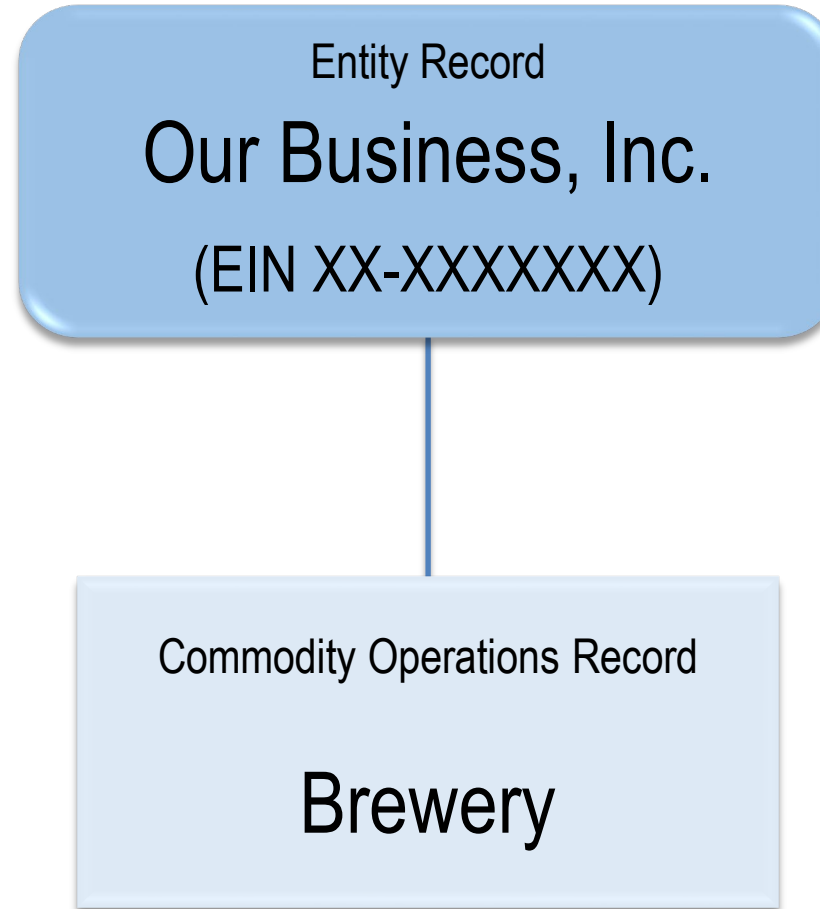 Entity Record
Our Business, Inc.
(EIN XX-XXXXXXX)
Commodity Operations Record
Brewery